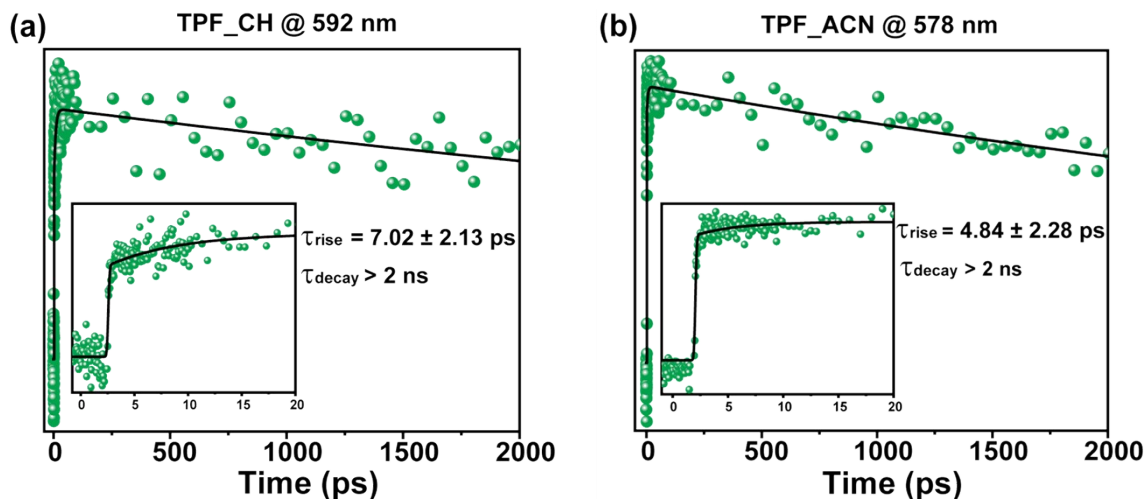 (a)
TPF_CH @ 592 nm
τrise = 7.02 ± 2.13 ps
τdecay > 2 ns
0 5 10 15 20
0 500 1000 1500 2000
Time (ps)
(b)
TPF_ACN @ 578 nm
τrise = 4.84 ± 2.28 ps
τdecay > 2 ns
0 5 10 15 20
0 500 1000 1500 2000
Time (ps)